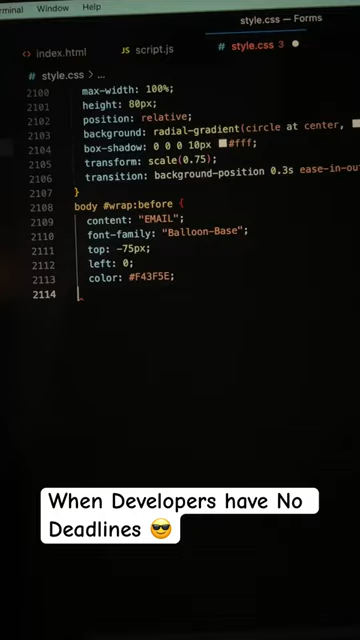 rminal Window Help
style.css — Forms
<> index.html JS script.js # style.css 3
# style.css > ...
2100 max-width: 100%;
2101 height: 80px;
2102 position: relative;
2103 background: radial-gradient(circle at center,
2104 box-shadow: 0 0 0 10px #fff;
2105 transform: scale(0.75);
2106 transition: background-position 0.3s ease-in-out
2107 }
2108 body #wrap:before {
2109 content: "EMAIL";
2110 font-family: "Balloon-Base";
2111 top: -75px;
2112 left: 0;
2113 color: #F43F5E;
2114
When Developers have No
Deadlines 😎